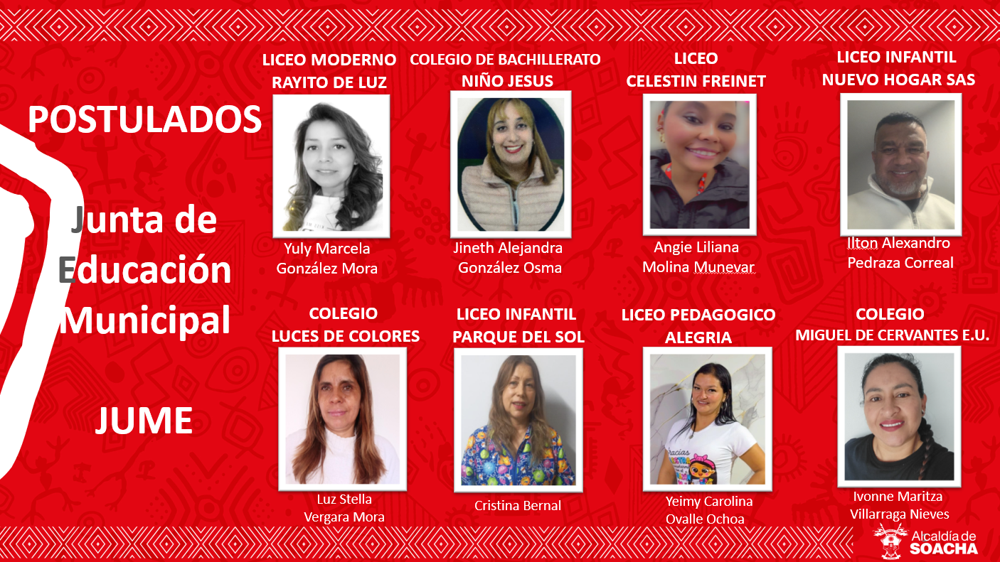 POSTULADOS
Junta de
Educación
Municipal
JUME
LICEO MODERNO
RAYITO DE LUZ
Yuly Marcela
González Mora
COLEGIO DE BACHILLERATO
NIÑO JESUS
Jineth Alejandra
González Osma
LICEO
CELESTIN FREINET
Angie Liliana
Molina Munevar
LICEO INFANTIL
NUEVO HOGAR SAS
Ilton Alexandro
Pedraza Correal
COLEGIO
LUCES DE COLORES
Luz Stella
Vergara Mora
LICEO INFANTIL
PARQUE DEL SOL
Cristina Bernal
LICEO PEDAGOGICO
ALEGRIA
Yeimy Carolina
Ovalle Ochoa
COLEGIO
MIGUEL DE CERVANTES E.U.
Ivonne Maritza
Villarraga Nieves
Alcaldía de
SOACHA